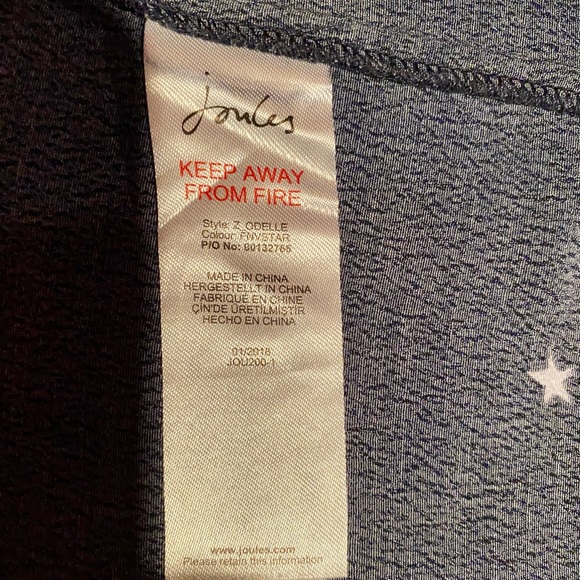 Joules
KEEP AWAY
FROM FIRE
Style: Z_ODELLE
Colour: FNVSTAR
P/O No: 00132765
MADE IN CHINA
HERGESTELLT IN CHINA
FABRIQUÉ EN CHINE
ÇİN'DE ÜRETİLMİŞTİR
HECHO EN CHINA
01/2018
JOU200-1
www.joules.com
Please retain this information